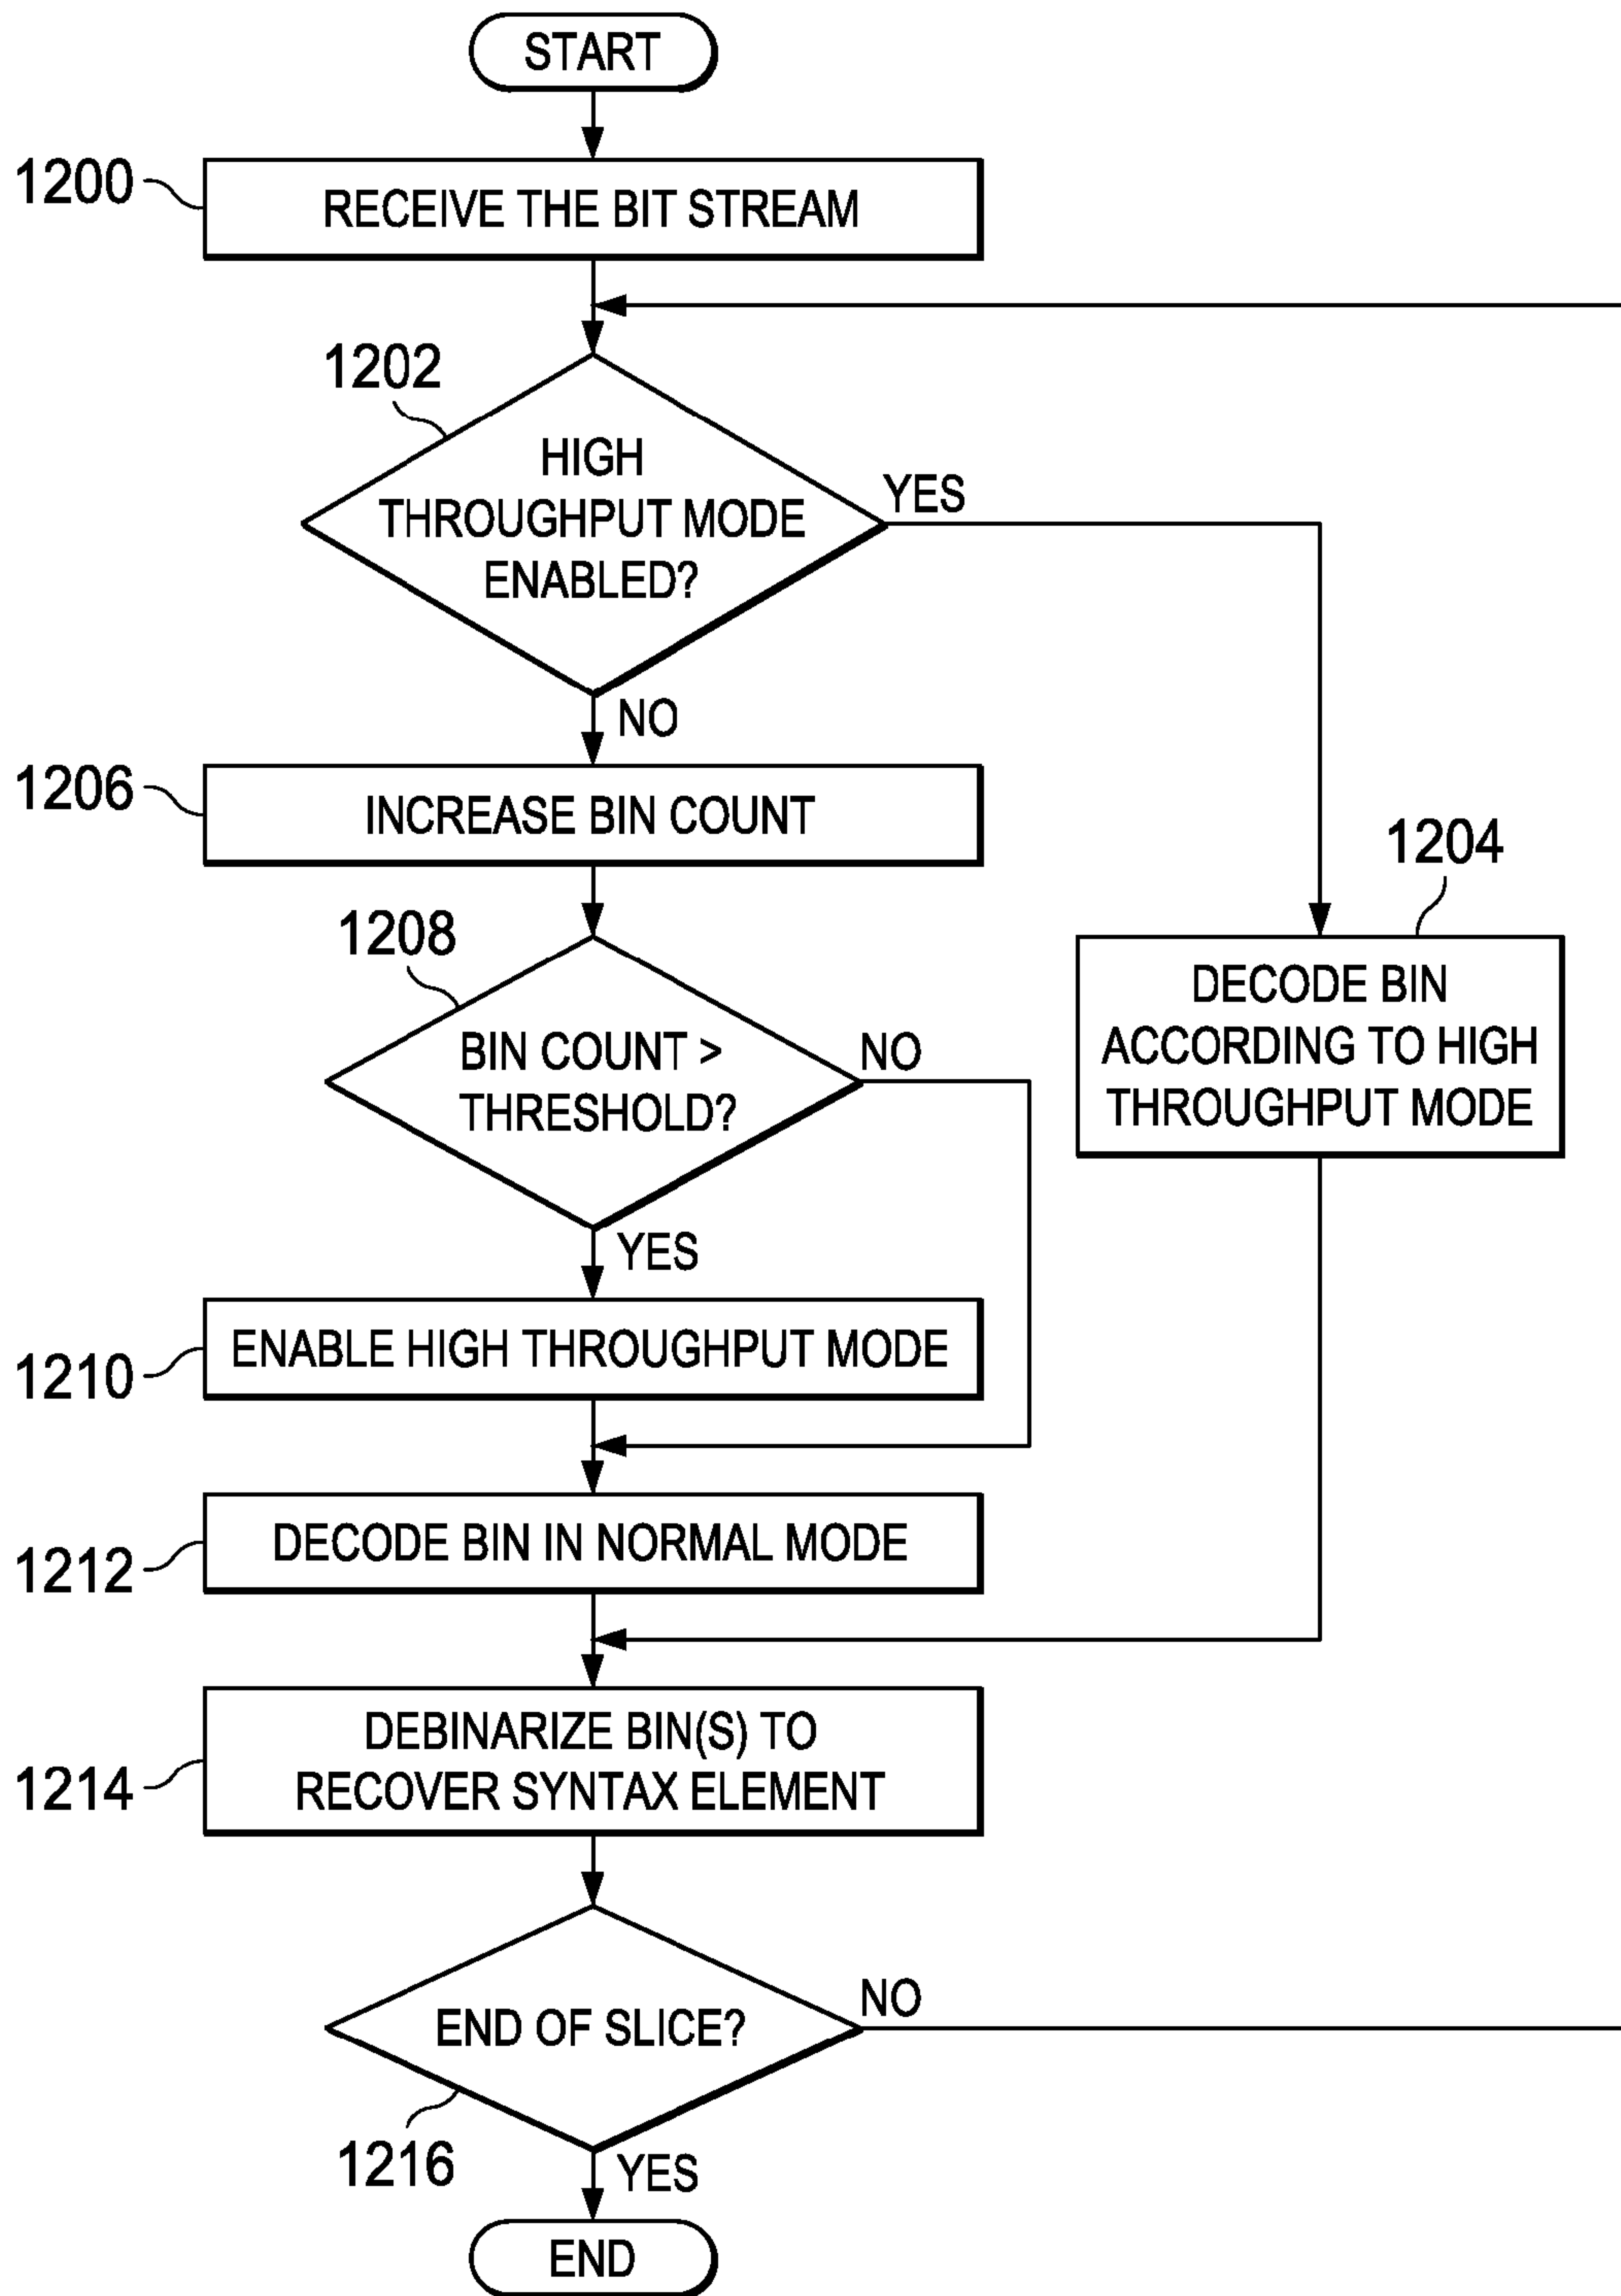 START
1200
RECEIVE THE BIT STREAM
1202
HIGH
THROUGHPUT MODE
ENABLED?
YES
NO
1206
INCREASE BIN COUNT
1204
DECODE BIN
ACCORDING TO HIGH
THROUGHPUT MODE
1208
BIN COUNT >
THRESHOLD?
NO
YES
1210
ENABLE HIGH THROUGHPUT MODE
1212
DECODE BIN IN NORMAL MODE
1214
DEBINARIZE BIN(S) TO
RECOVER SYNTAX ELEMENT
END OF SLICE?
NO
1216
YES
END